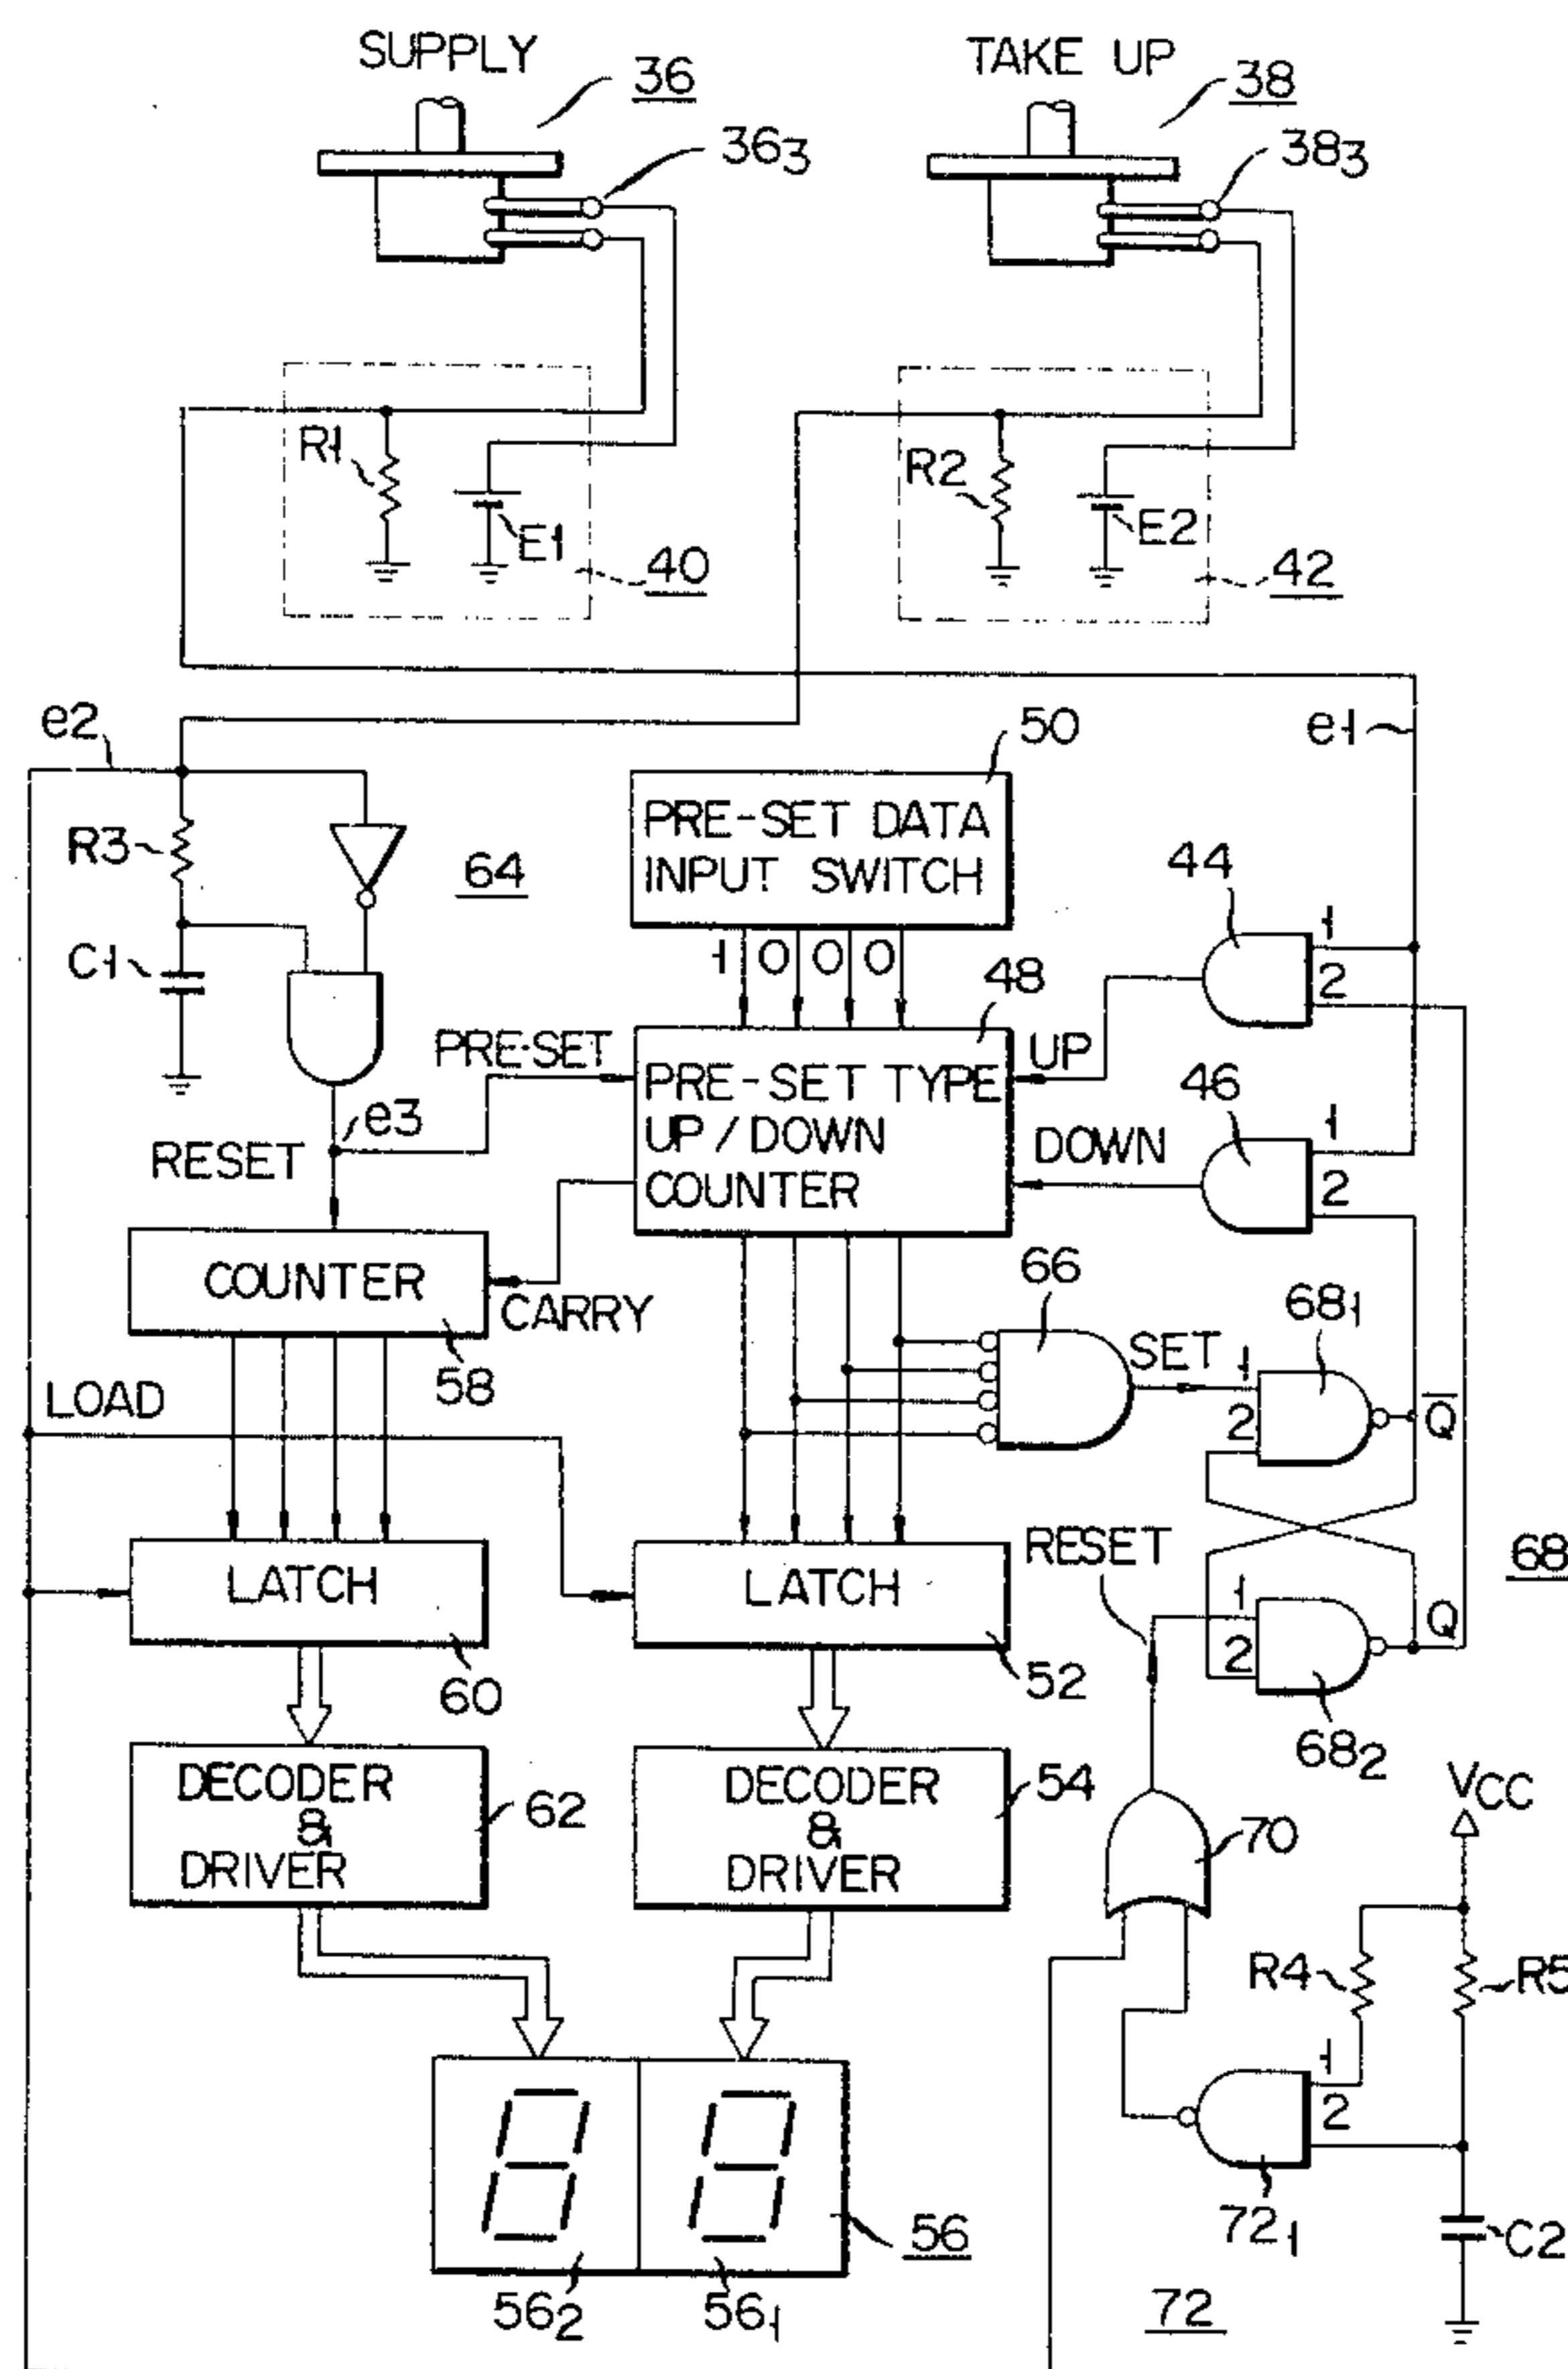 SUPPLY
36
36₃
TAKE UP
38
38₃
R1
E1
40
R2
E2
42
e2
e1
R3
64
C1
50
PRE-SET DATA
INPUT SWITCH
1 0 0 0
44
1
2
48
PRE-SET
UP
PRE-SET TYPE
UP/DOWN
COUNTER
46
1
2
DOWN
e3
RESET
COUNTER
58
CARRY
66
SET
1
2
68₁
Q̅
LOAD
LATCH
60
LATCH
52
RESET
68
1
2
Q
68₂
DECODER
&
DRIVER
62
DECODER
&
DRIVER
54
70
VCC
R4
R5
1
2
72₁
C2
8 8
56
56₂
56₁
72